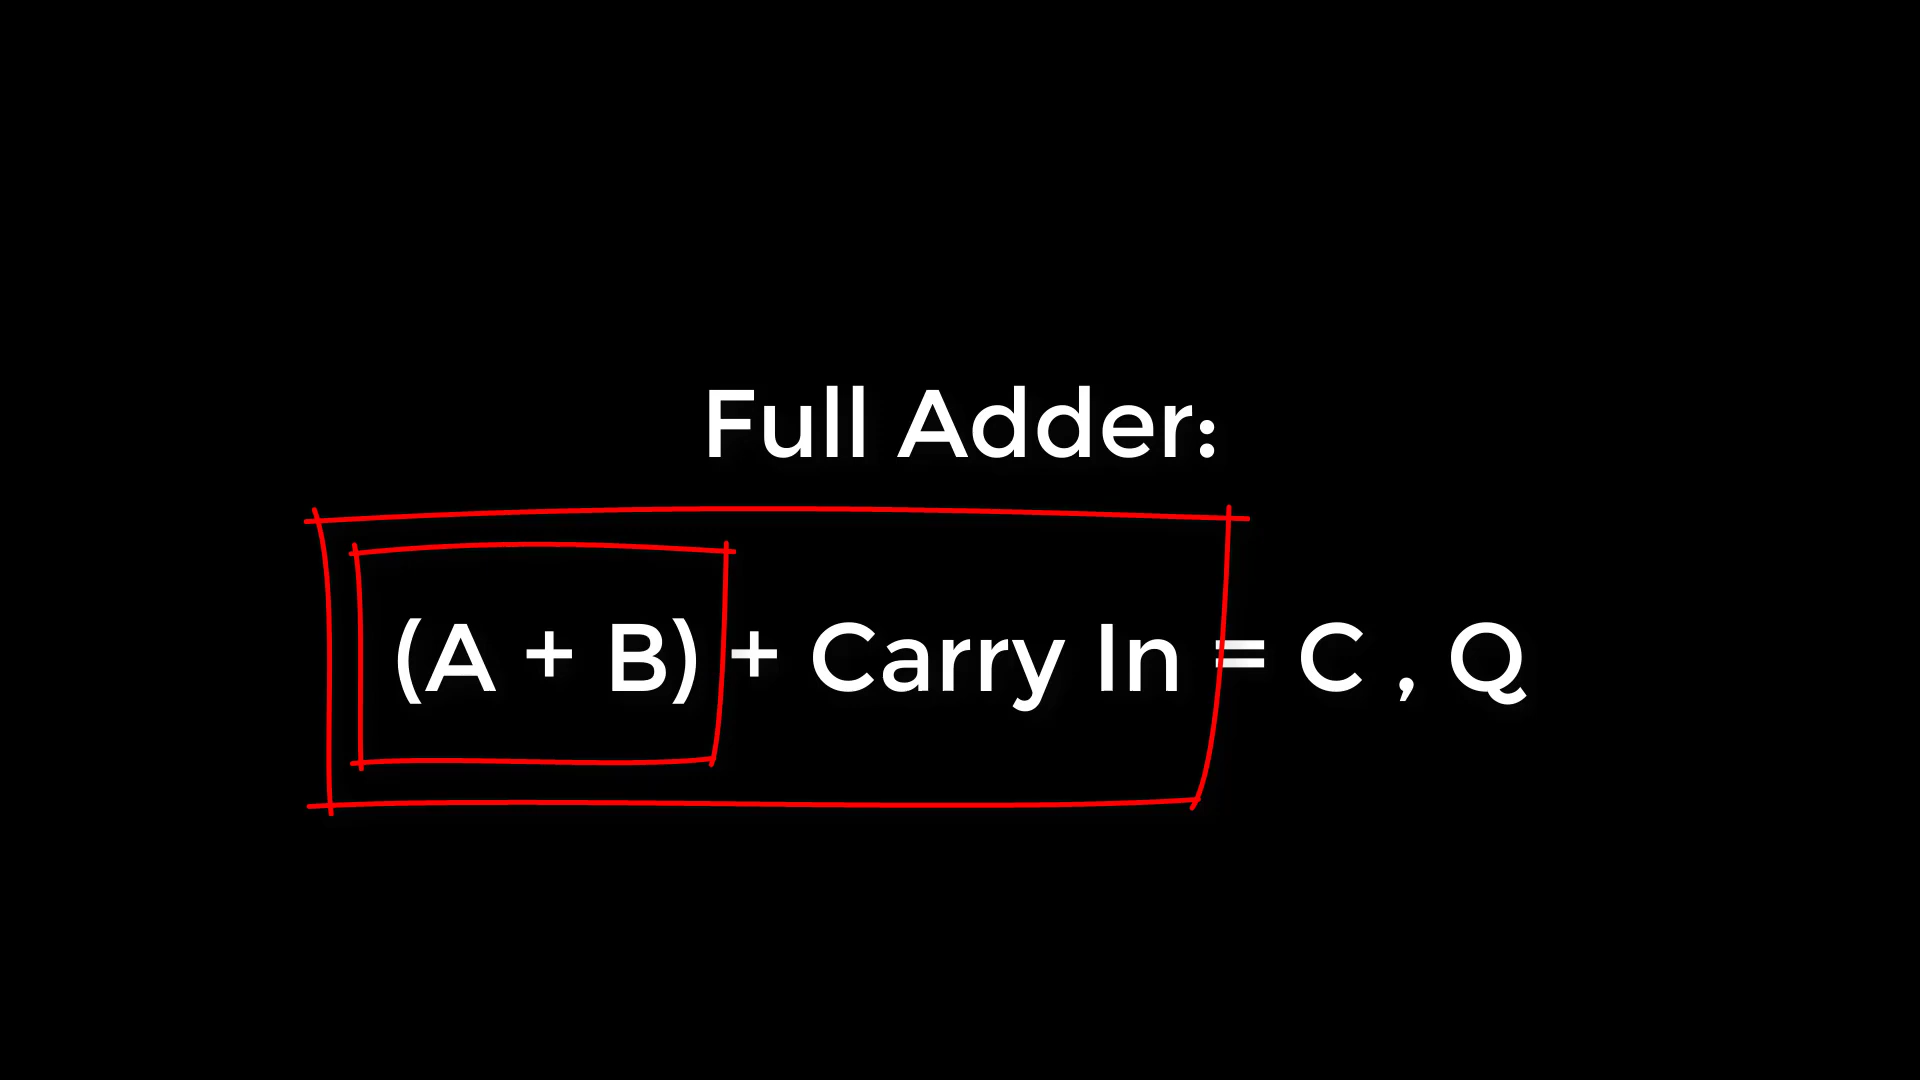 Full Adder:
(A + B) + Carry In = C , Q